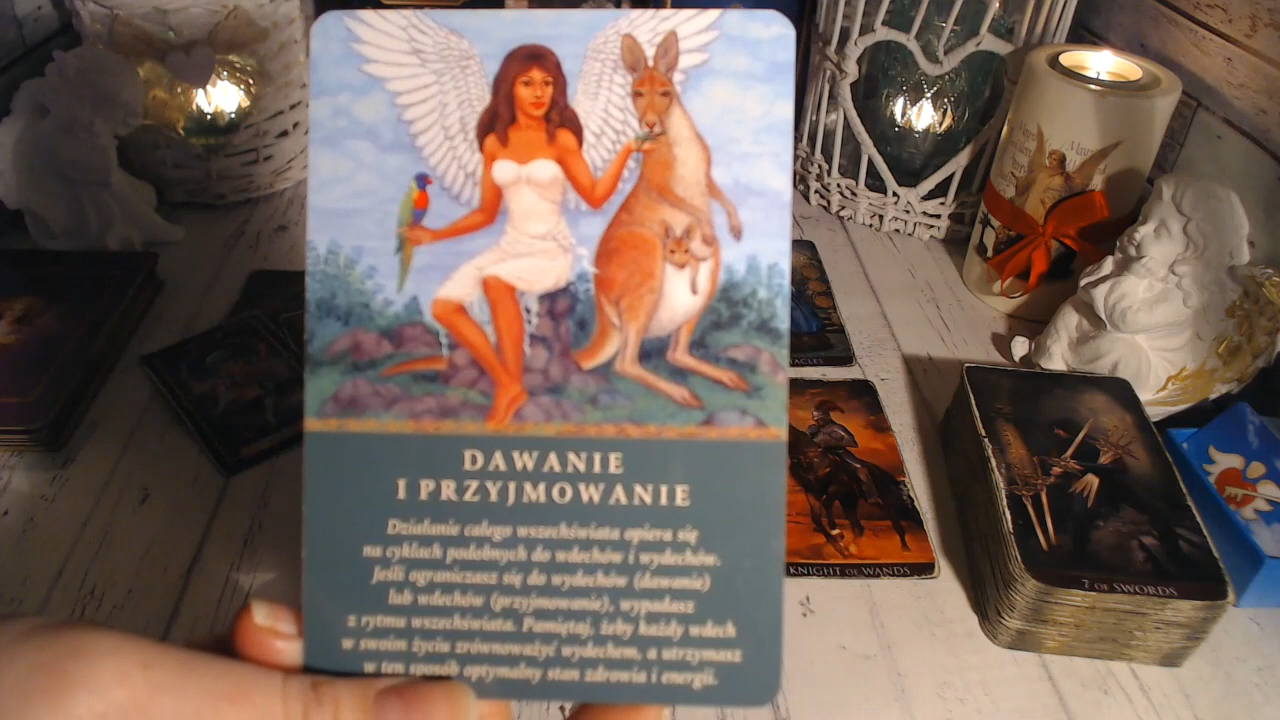 DAWANIE
I PRZYJMOWANIE
Działanie całego wszechświata opiera się
na cyklach podobnych do wdechów i wydechów.
Jeśli ograniczasz się do wydechów (dawanie)
lub wdechów (przyjmowanie), wypadasz
z rytmu wszechświata. Pamiętaj, żeby każdy wdech
w swoim życiu zrównoważyć wydechem, a utrzymasz
w ten sposób optymalny stan zdrowia i energii.
KNIGHT OF WANDS
7 OF SWORDS